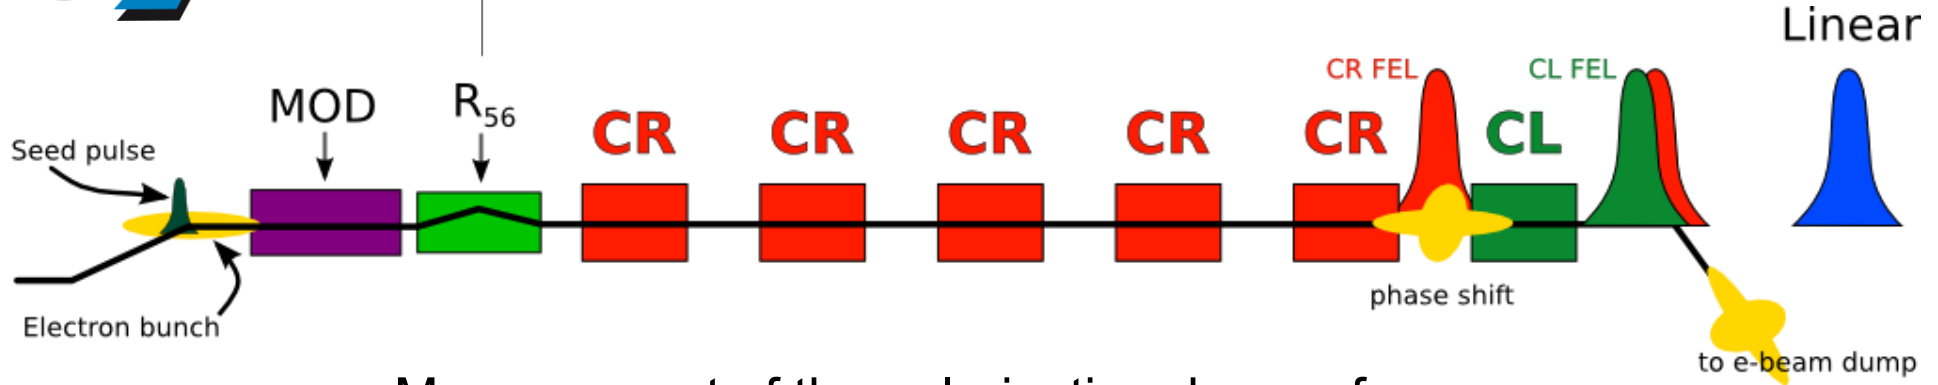 Linear
CR FEL
CL FEL
MOD
R56
CR
CR
CR
CR
CR
CL
Seed pulse
phase shift
Electron bunch
to e-beam dump